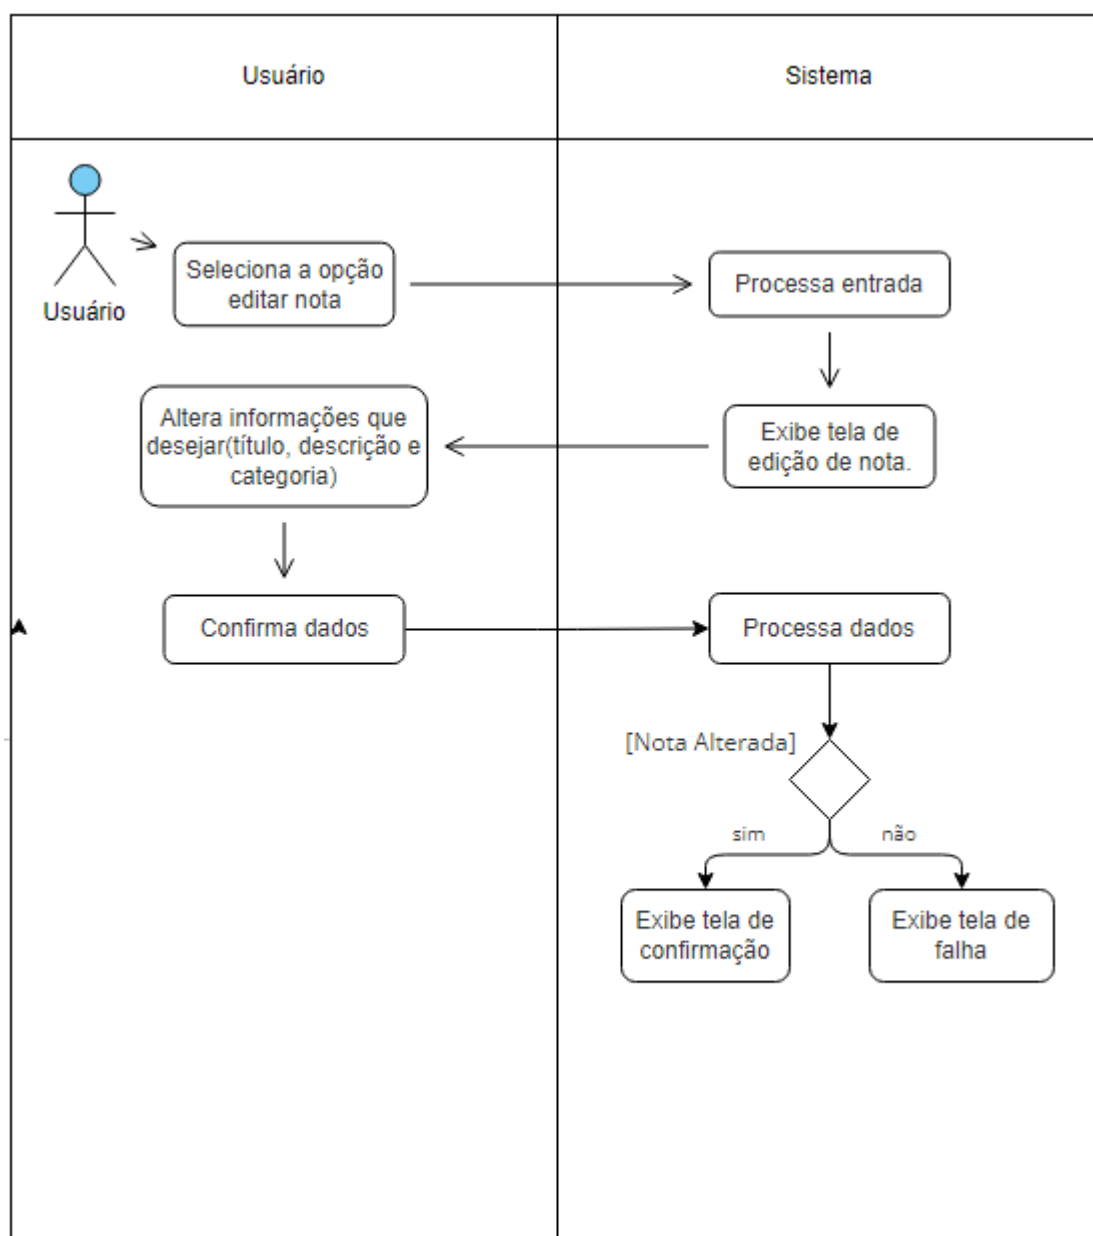 Usuário
Sistema
Usuário
Seleciona a opção
editar nota
Processa entrada
Altera informações que
desejar(título, descrição e
categoria)
Exibe tela de
edição de nota.
Confirma dados
Processa dados
[Nota Alterada]
sim
não
Exibe tela de
confirmação
Exibe tela de
falha